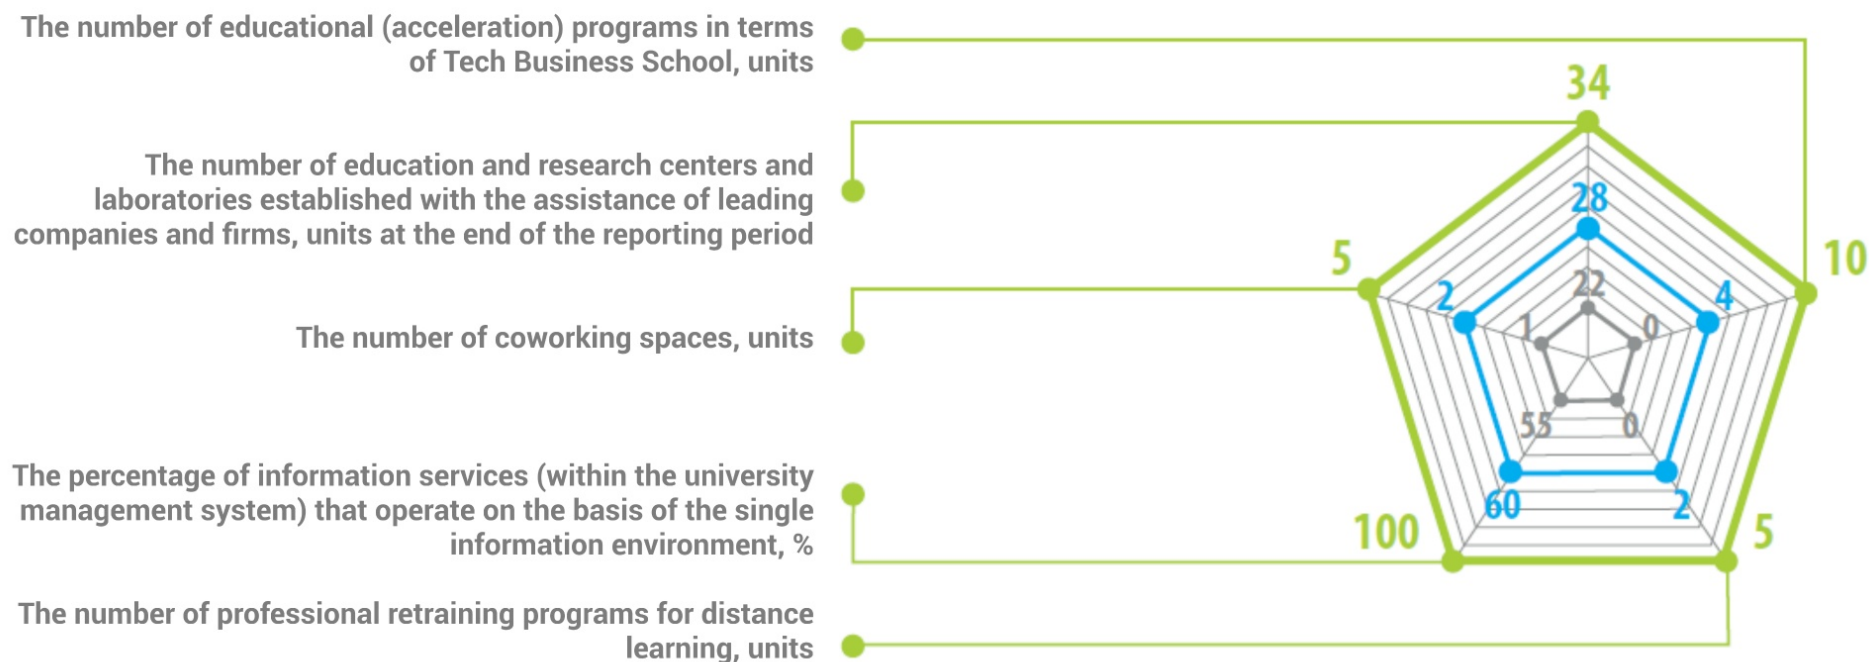 The number of educational (acceleration) programs in terms
of Tech Business School, units
The number of education and research centers and
laboratories established with the assistance of leading
companies and firms, units at the end of the reporting period
The number of coworking spaces, units
The percentage of information services (within the university
management system) that operate on the basis of the single
information environment, %
The number of professional retraining programs for distance
learning, units
34
28
22
5
2
1
10
4
0
55
0
60
2
100
5